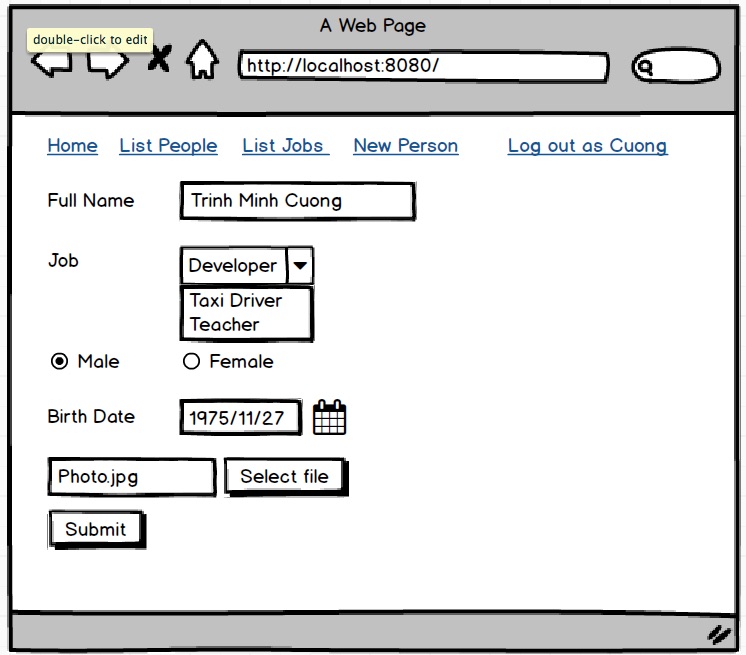 A Web Page
double-click to edit
http://localhost:8080/
Home List People List Jobs New Person Log out as Cuong
Full Name Trinh Minh Cuong
Job Developer
Taxi Driver
Teacher
Male Female
Birth Date 1975/11/27
Photo.jpg Select file
Submit